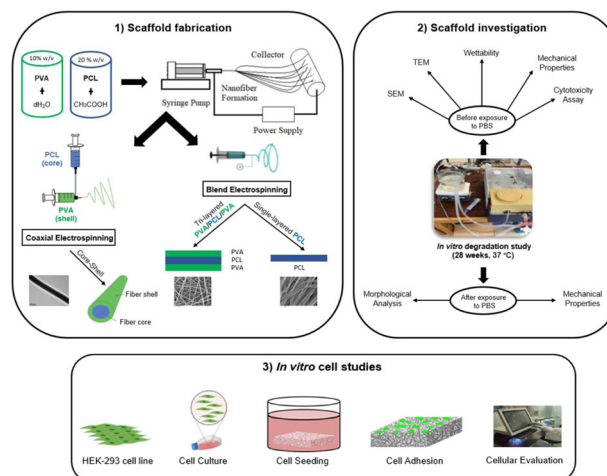 1) Scaffold fabrication
10% w/v
PVA
+
dH₂O
20 % w/v
PCL
+
CH₃COOH
Syringe Pump
Nanofiber
Formation
Collector
Power Supply
PCL
(core)
PVA
(shell)
Coaxial Electrospinning
Core-Shell
Fiber shell
Fiber core
Blend Electrospinning
Tri-layered
PVA/PCL/PVA
Single-layered PCL
PVA
PCL
PVA
PCL
2) Scaffold investigation
SEM
TEM
Wettability
Mechanical
Properties
Cytotoxicity
Assay
Before exposure
to PBS
In vitro degradation study
(28 weeks, 37 °C)
Morphological
Analysis
After exposure
to PBS
Mechanical
Properties
3) In vitro cell studies
HEK-293 cell line
Cell Culture
Cell Seeding
Cell Adhesion
Cellular Evaluation